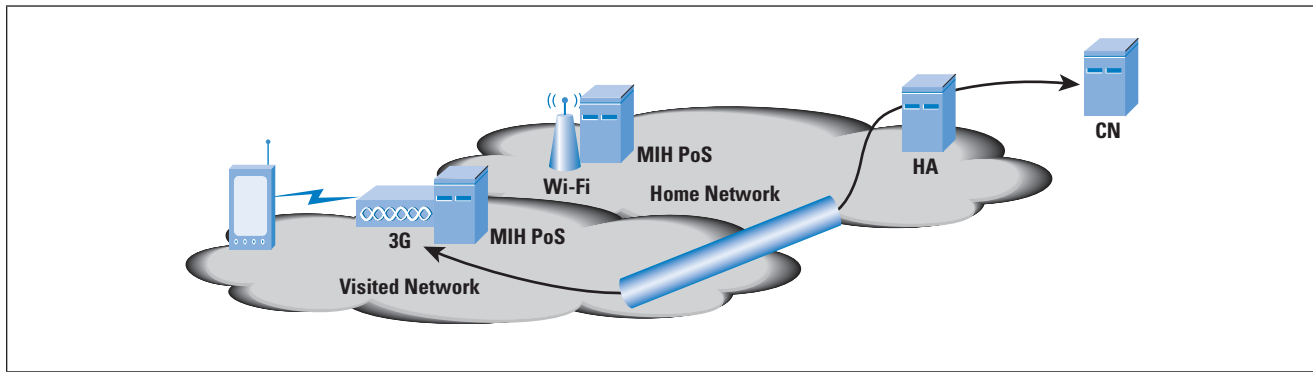 CN
MIH PoS
HA
Wi-Fi
Home Network
3G
MIH PoS
Visited Network